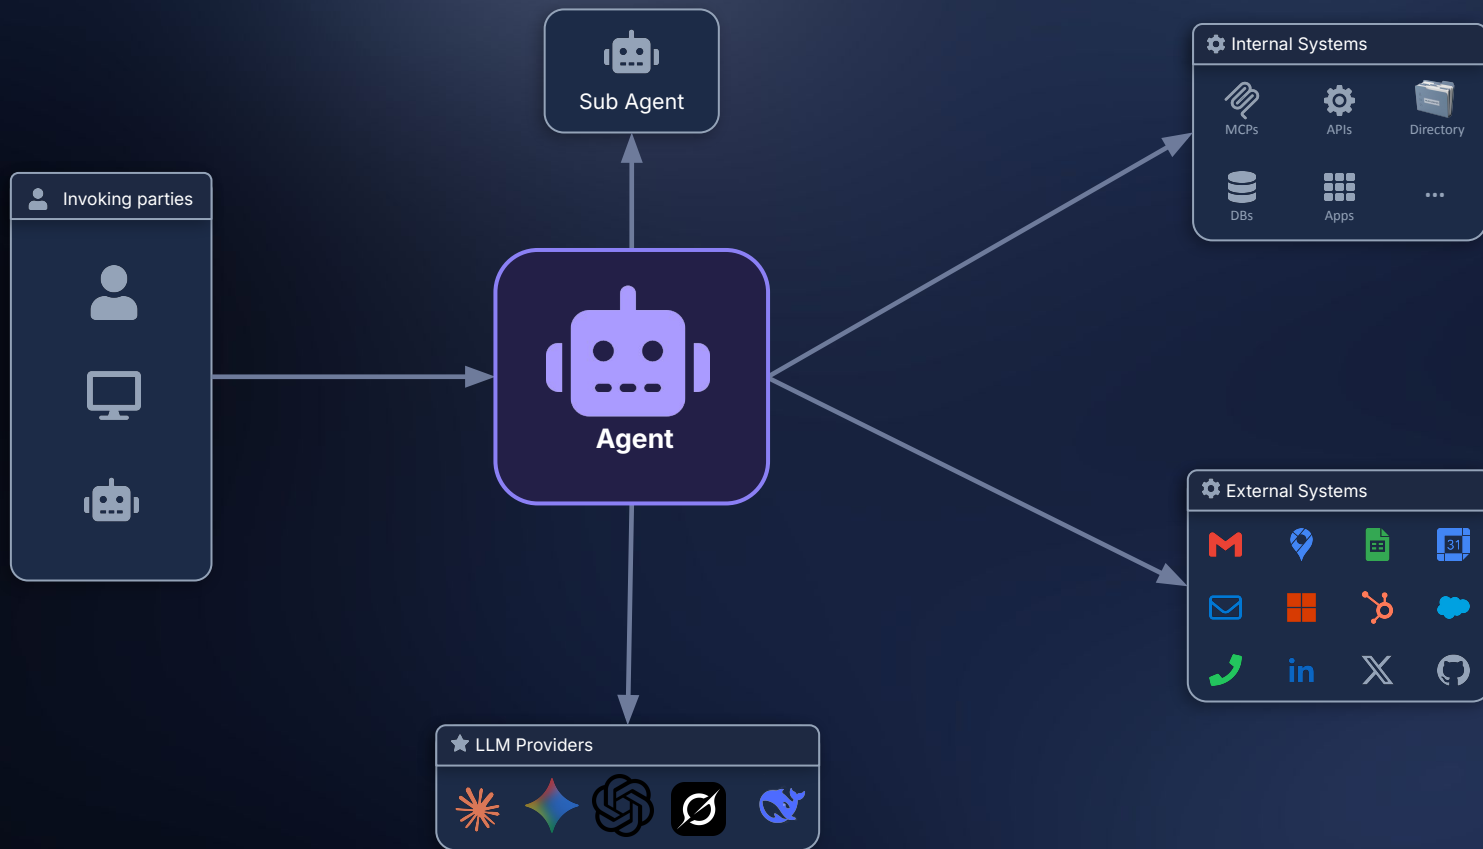 Sub Agent
Internal Systems
MCPs
APIs
Directory
DBs
Apps
...
Invoking parties
Agent
External Systems
31
in
X
LLM Providers